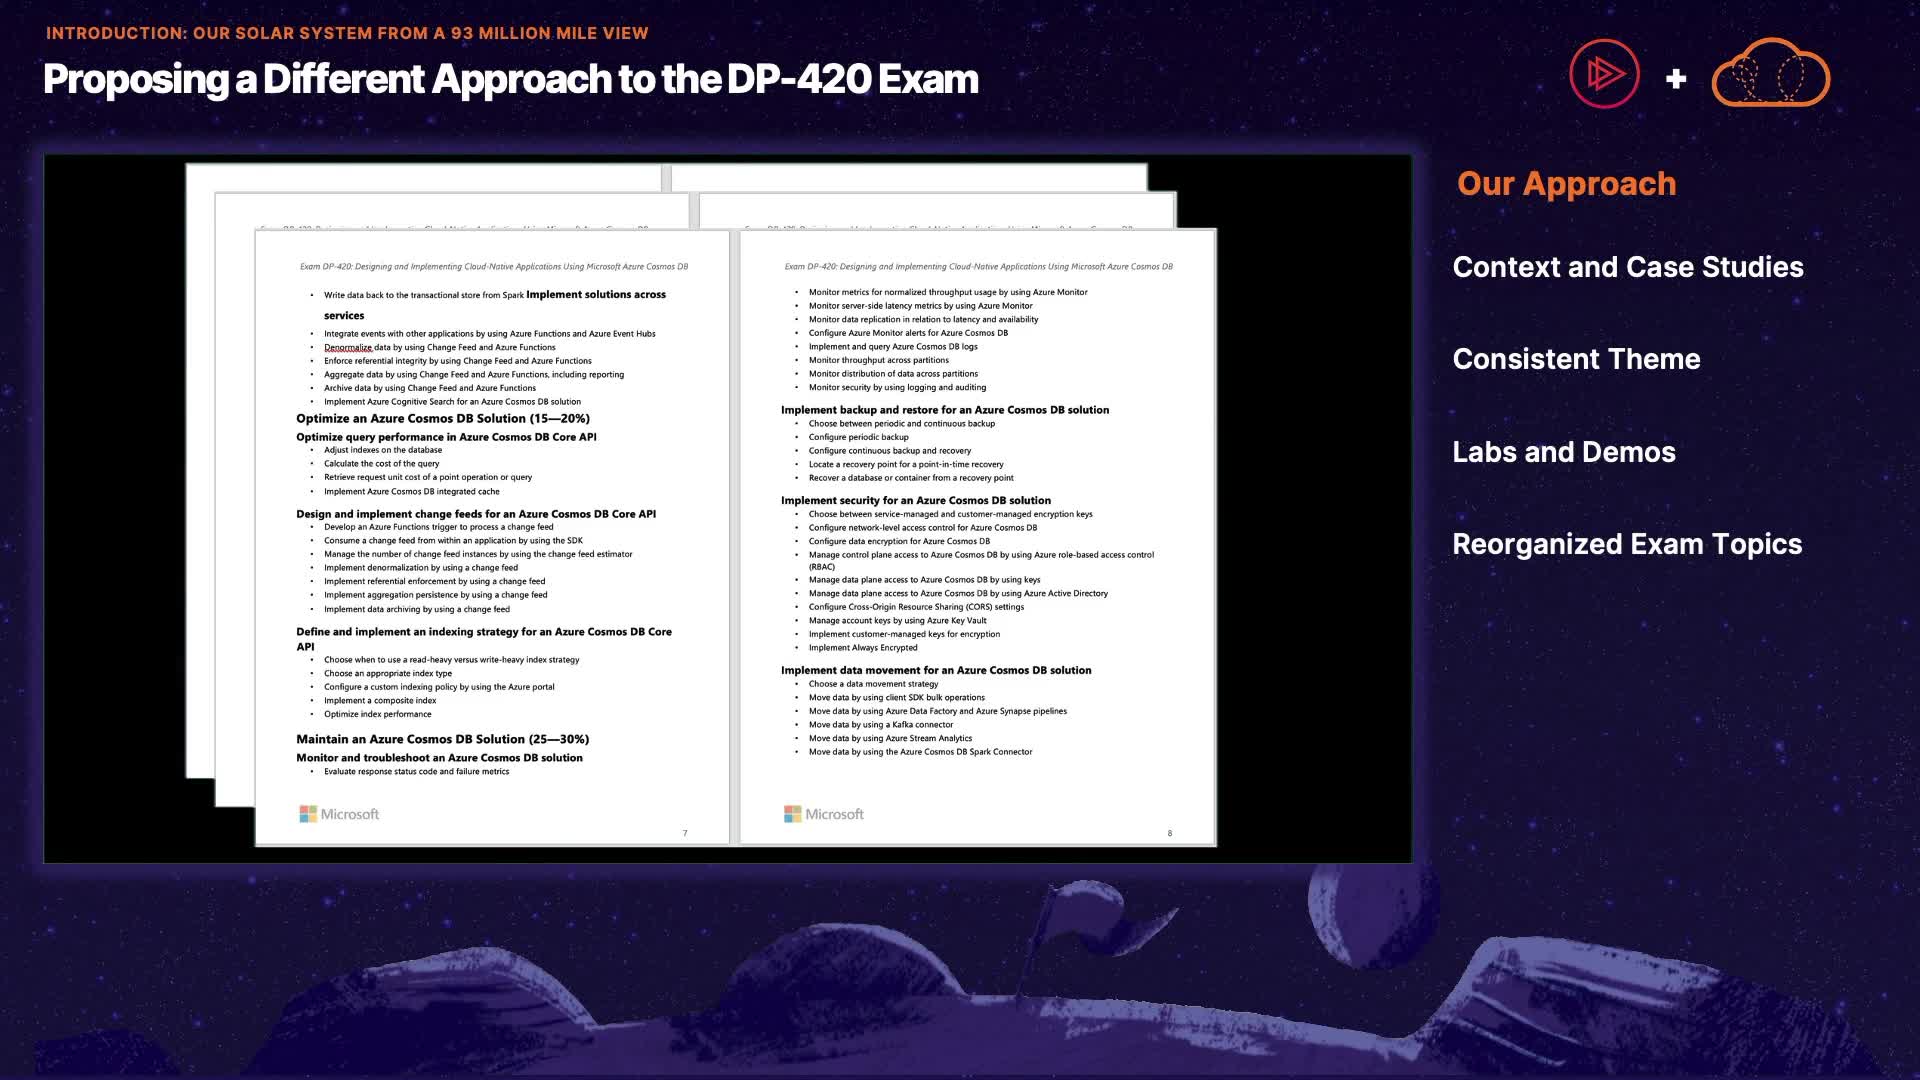 INTRODUCTION: OUR SOLAR SYSTEM FROM A 93 MILLION MILE VIEW
Proposing a Different Approach to the DP-420 Exam
+
Exam DP-420: Designing and Implementing Cloud-Native Applications Using Microsoft Azure Cosmos DB
• Write data back to the transactional store from Spark Implement solutions across
services
• Integrate events with other applications by using Azure Functions and Azure Event Hubs
• Denormalize data by using Change Feed and Azure Functions
• Enforce referential integrity by using Change Feed and Azure Functions
• Aggregate data by using Change Feed and Azure Functions, including reporting
• Archive data by using Change Feed and Azure Functions
• Implement Azure Cognitive Search for an Azure Cosmos DB solution
Optimize an Azure Cosmos DB Solution (15—20%)
Optimize query performance in Azure Cosmos DB Core API
• Adjust indexes on the database
• Calculate the cost of the query
• Retrieve request unit cost of a point operation or query
• Implement Azure Cosmos DB integrated cache
Design and implement change feeds for an Azure Cosmos DB Core API
• Develop an Azure Functions trigger to process a change feed
• Consume a change feed from within an application by using the SDK
• Manage the number of change feed instances by using the change feed estimator
• Implement denormalization by using a change feed
• Implement referential enforcement by using a change feed
• Implement aggregation persistence by using a change feed
• Implement data archiving by using a change feed
Define and implement an indexing strategy for an Azure Cosmos DB Core
API
• Choose when to use a read-heavy versus write-heavy index strategy
• Choose an appropriate index type
• Configure a custom indexing policy by using the Azure portal
• Implement a composite index
• Optimize index performance
Maintain an Azure Cosmos DB Solution (25—30%)
Monitor and troubleshoot an Azure Cosmos DB solution
• Evaluate response status code and failure metrics
Microsoft
7
Exam DP-420: Designing and Implementing Cloud-Native Applications Using Microsoft Azure Cosmos DB
• Monitor metrics for normalized throughput usage by using Azure Monitor
• Monitor server-side latency metrics by using Azure Monitor
• Monitor data replication in relation to latency and availability
• Configure Azure Monitor alerts for Azure Cosmos DB
• Implement and query Azure Cosmos DB logs
• Monitor throughput across partitions
• Monitor distribution of data across partitions
• Monitor security by using logging and auditing
Implement backup and restore for an Azure Cosmos DB solution
• Choose between periodic and continuous backup
• Configure periodic backup
• Configure continuous backup and recovery
• Locate a recovery point for a point-in-time recovery
• Recover a database or container from a recovery point
Implement security for an Azure Cosmos DB solution
• Choose between service-managed and customer-managed encryption keys
• Configure network-level access control for Azure Cosmos DB
• Configure data encryption for Azure Cosmos DB
• Manage control plane access to Azure Cosmos DB by using Azure role-based access control
(RBAC)
• Manage data plane access to Azure Cosmos DB by using keys
• Manage data plane access to Azure Cosmos DB by using Azure Active Directory
• Configure Cross-Origin Resource Sharing (CORS) settings
• Manage account keys by using Azure Key Vault
• Implement customer-managed keys for encryption
• Implement Always Encrypted
Implement data movement for an Azure Cosmos DB solution
• Choose a data movement strategy
• Move data by using client SDK bulk operations
• Move data by using Azure Data Factory and Azure Synapse pipelines
• Move data by using a Kafka connector
• Move data by using Azure Stream Analytics
• Move data by using the Azure Cosmos DB Spark Connector
Microsoft
8
Our Approach
Context and Case Studies
Consistent Theme
Labs and Demos
Reorganized Exam Topics